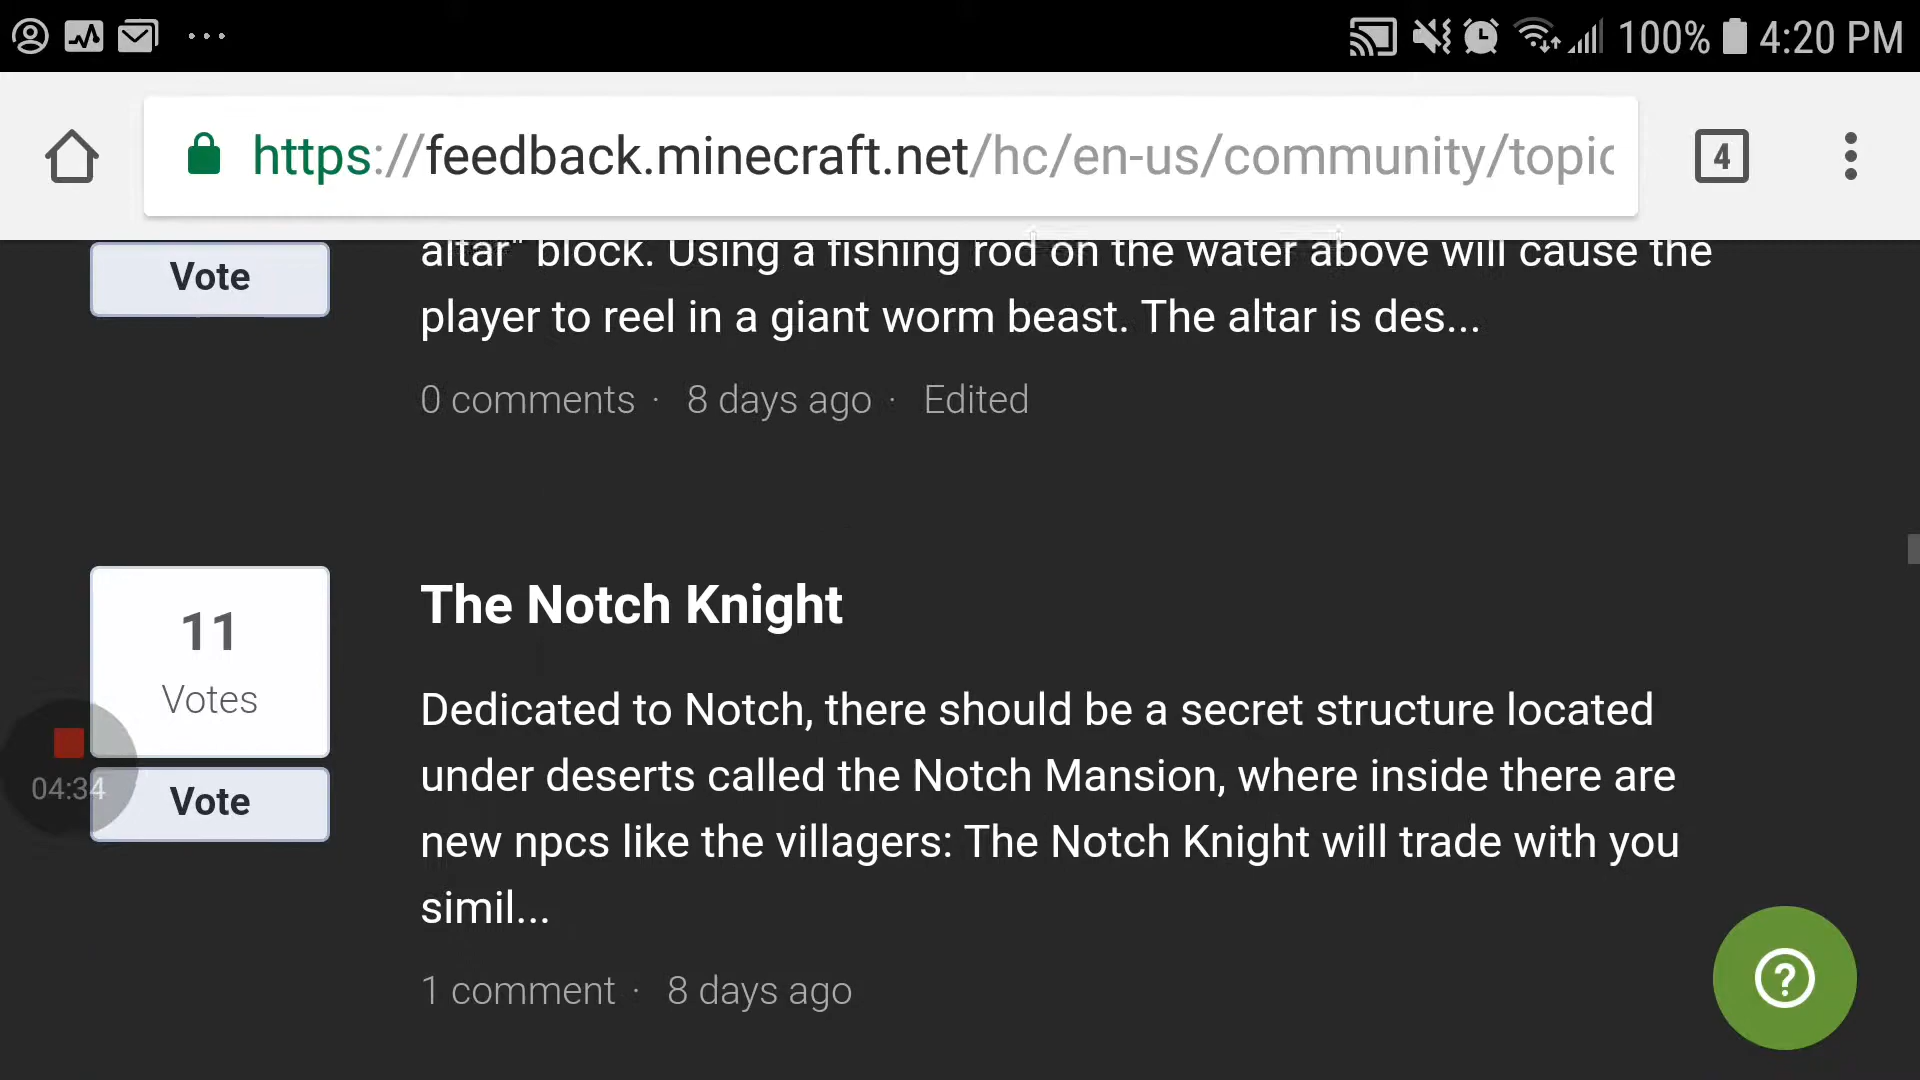 100% 4:20 PM
https://feedback.minecraft.net/hc/en-us/community/topic
4
Vote
altar" block. Using a fishing rod on the water above will cause the
player to reel in a giant worm beast. The altar is des...
0 comments · 8 days ago · Edited
11
Votes
Vote
04:34
The Notch Knight
Dedicated to Notch, there should be a secret structure located
under deserts called the Notch Mansion, where inside there are
new npcs like the villagers: The Notch Knight will trade with you
simil...
1 comment · 8 days ago